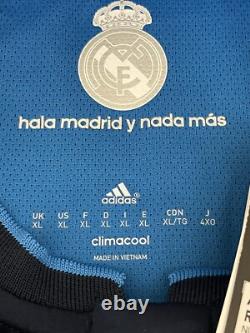 hala madrid y nada más
adidas
UK US F D I E CDN J
XL XL XL XL XL XL XL/TG 4XO
climacool
MADE IN VIETNAM